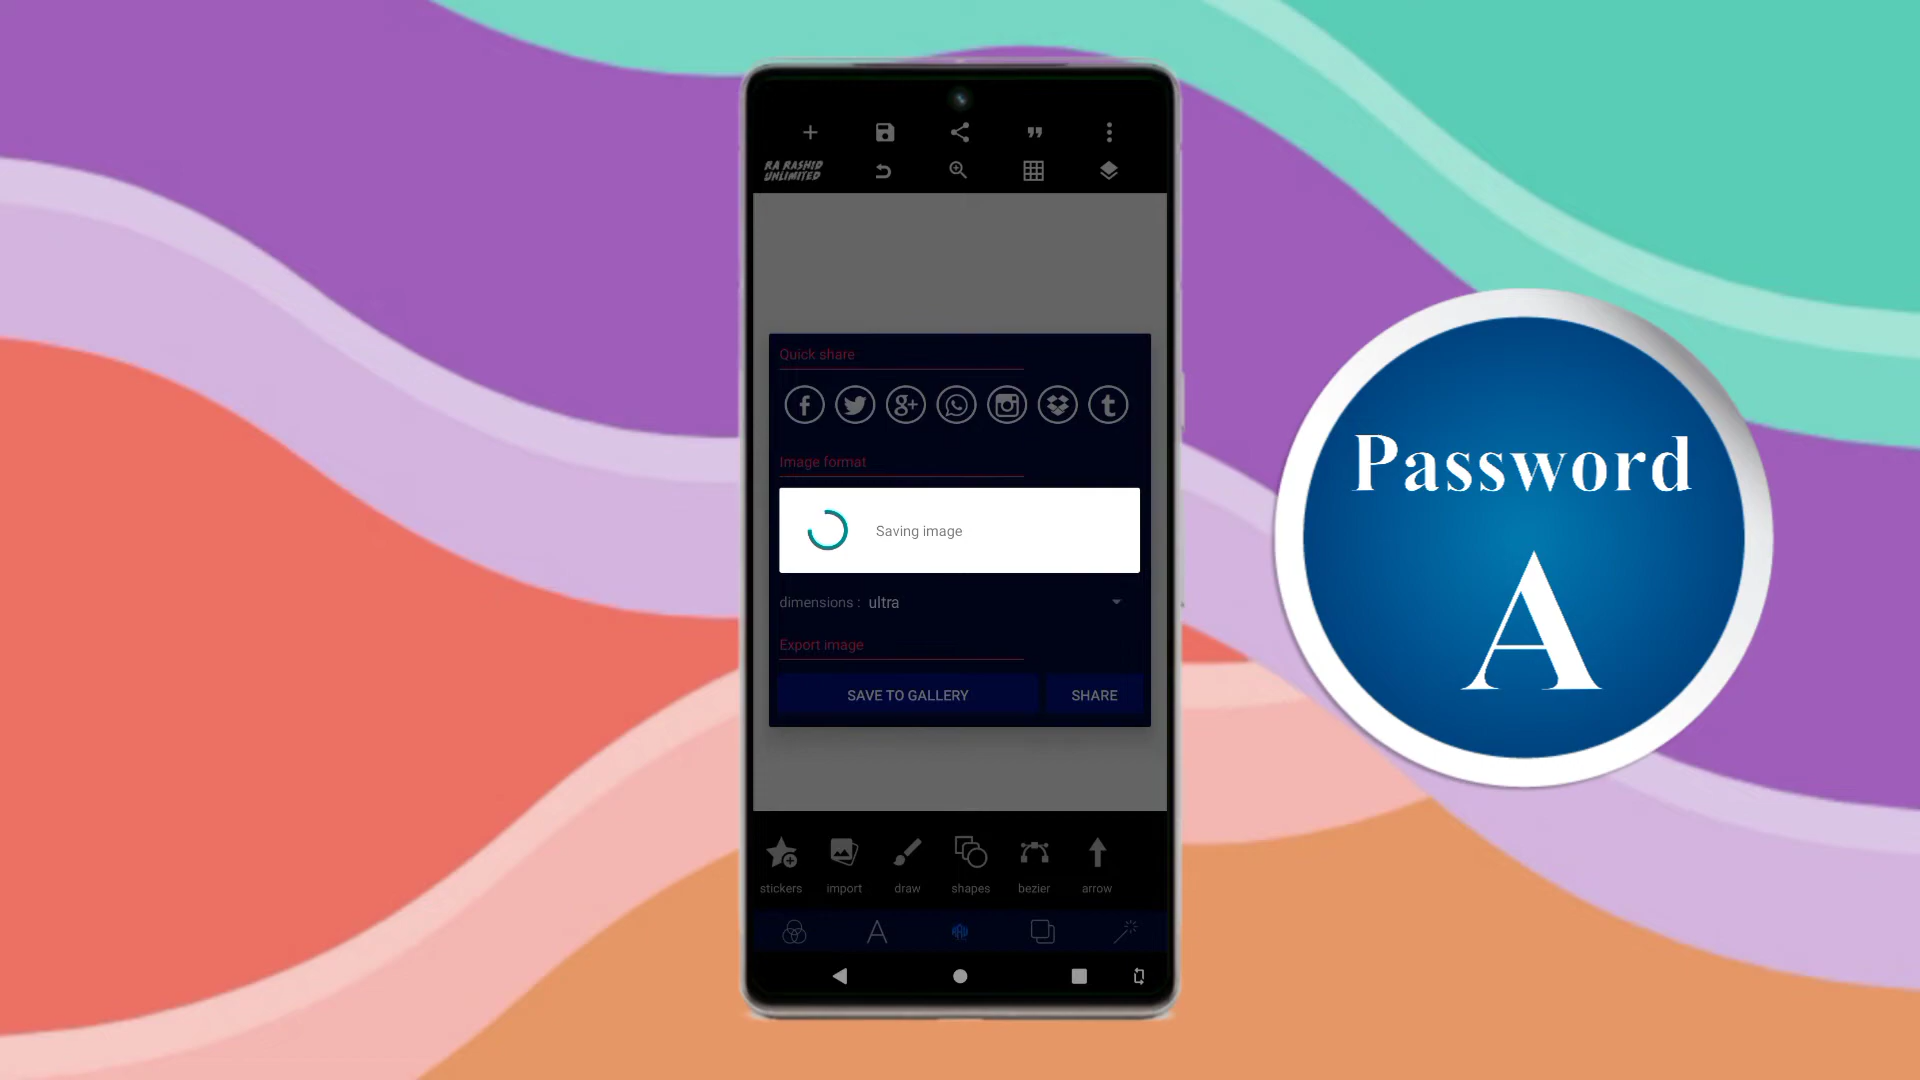 RA RASHID
UNLIMITED
Quick share
Image format
Saving image
dimensions : ultra
Export image
SAVE TO GALLERY SHARE
stickers import draw shapes bezier arrow
Password
A